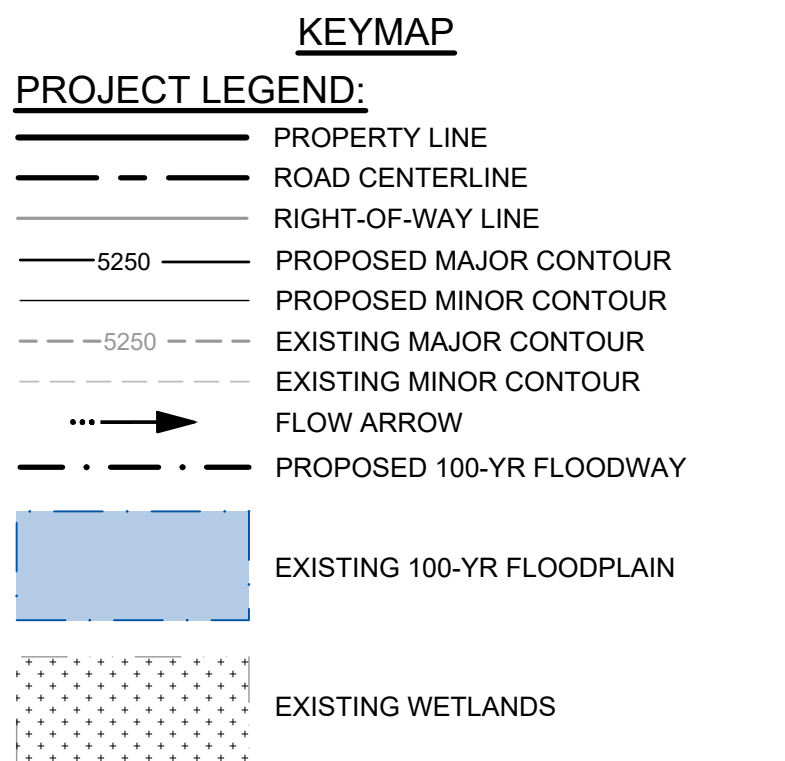 KEYMAP
PROJECT LEGEND:
PROPERTY LINE
ROAD CENTERLINE
RIGHT-OF-WAY LINE
5250 PROPOSED MAJOR CONTOUR
PROPOSED MINOR CONTOUR
5250 EXISTING MAJOR CONTOUR
EXISTING MINOR CONTOUR
FLOW ARROW
PROPOSED 100-YR FLOODWAY
EXISTING 100-YR FLOODPLAIN
EXISTING WETLANDS